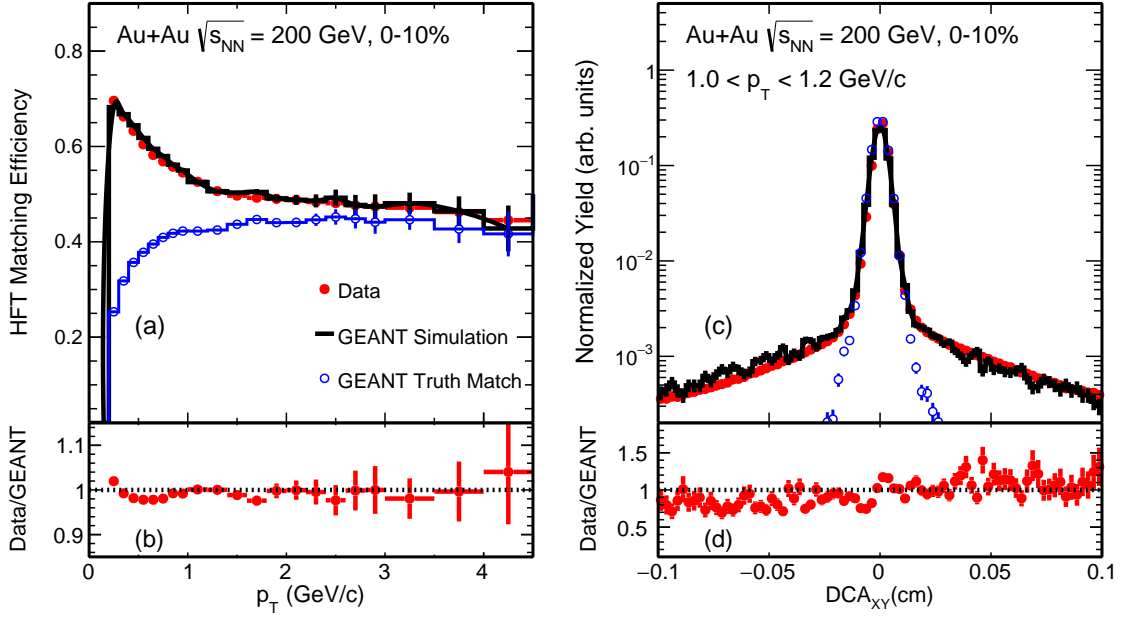 Au+Au √s_NN = 200 GeV, 0-10%
HFT Matching Efficiency
0.8
0.6
0.4
0.2
Data
GEANT Simulation
GEANT Truth Match
(a)
Data/GEANT
1.1
1
0.9
(b)
0 1 2 3 4
p_T (GeV/c)
Au+Au √s_NN = 200 GeV, 0-10%
1.0 < p_T < 1.2 GeV/c
Normalized Yield (arb. units)
1
10⁻¹
10⁻²
10⁻³
(c)
Data/GEANT
1.5
1
0.5
(d)
−0.1 −0.05 0 0.05 0.1
DCA_XY(cm)